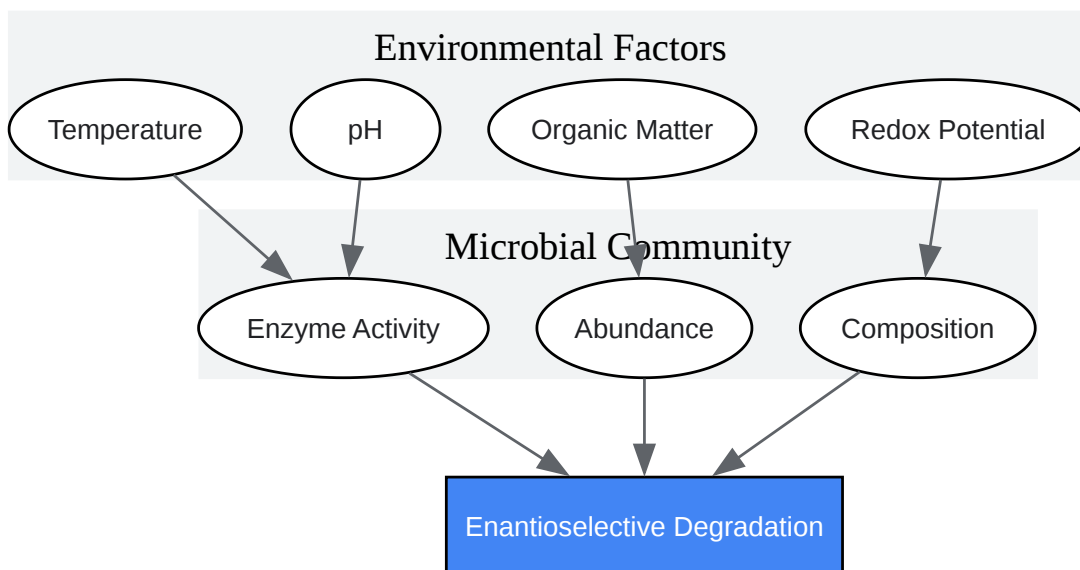 Environmental Factors
Temperature
pH
Organic Matter
Redox Potential
Microbial Community
Enzyme Activity
Abundance
Composition
Enantioselective Degradation